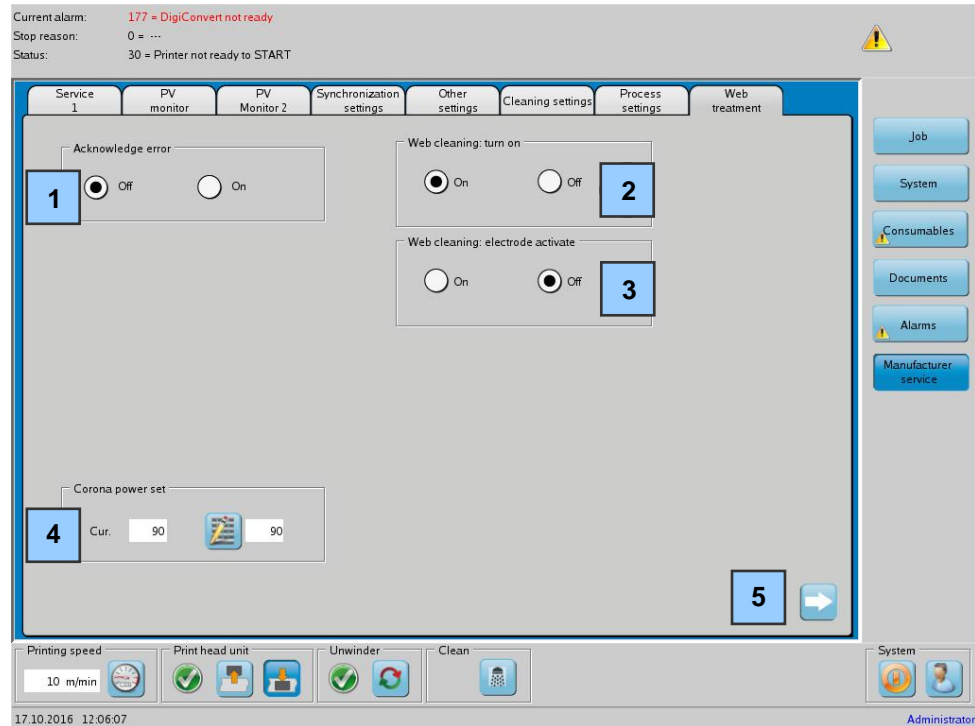 Current alarm: 177 = DigiConvert not ready
Stop reason: 0 = ---
Status: 30 = Printer not ready to START
Service 1
PV monitor
PV Monitor 2
Synchronization settings
Other settings
Cleaning settings
Process settings
Web treatment
Acknowledge error
1
Off On
Web cleaning: turn on
On Off
2
Web cleaning: electrode activate
On Off
3
Corona power set
4
Cur. 90 90
5
Job
System
Consumables
Documents
Alarms
Manufacturer
service
Printing speed
10 m/min
Print head unit
Unwinder
Clean
System
17.10.2016 12:06:07
Administrator